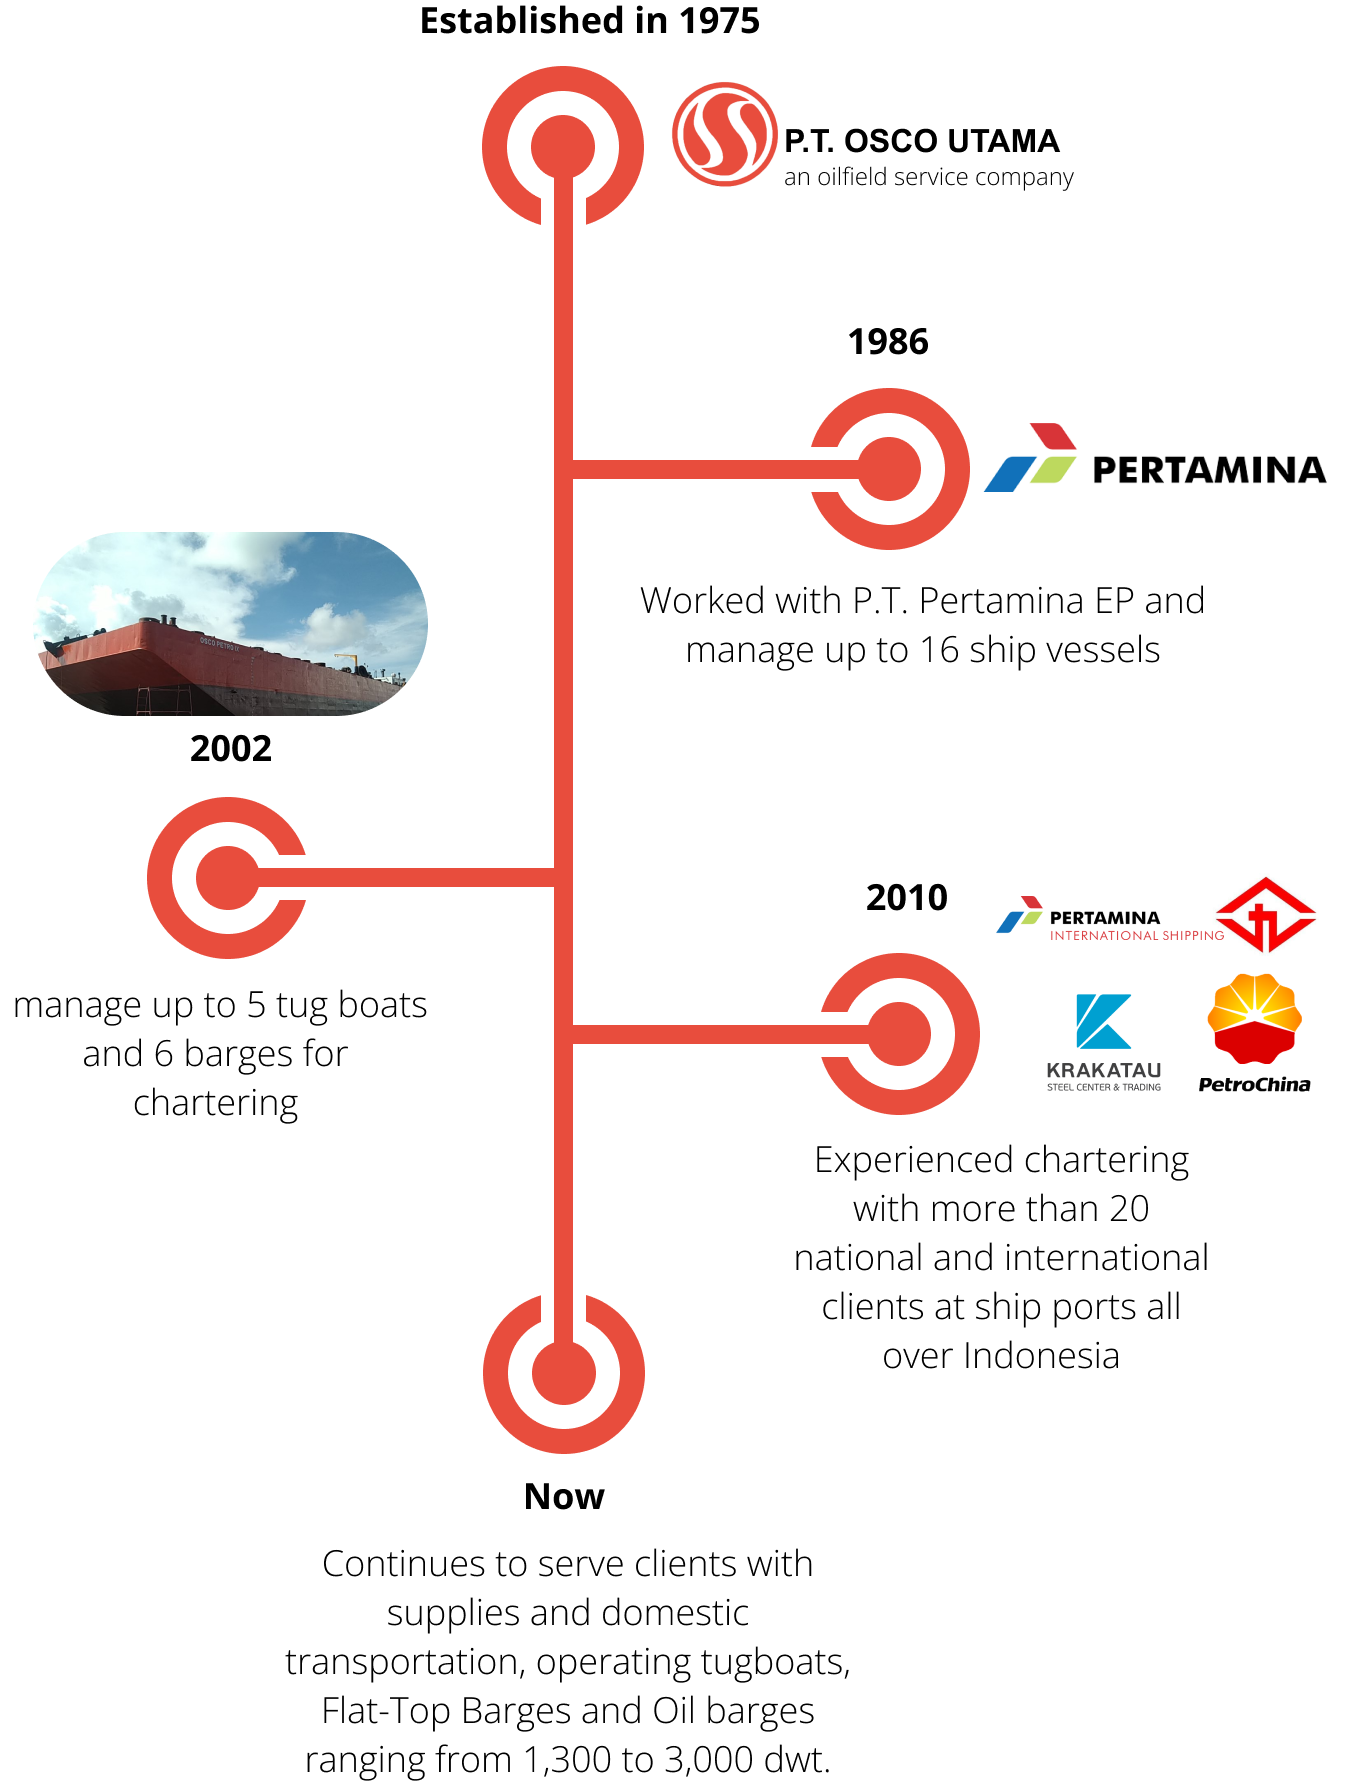 Established in 1975
P.T. OSCO UTAMA
an oilfield service company
1986
PERTAMINA
Worked with P.T. Pertamina EP and
manage up to 16 ship vessels
OSCO PETRO
2002
manage up to 5 tug boats
and 6 barges for
chartering
2010
PERTAMINA
INTERNATIONAL SHIPPING
KRAKATAU
STEEL CENTER & TRADING
PetroChina
Experienced chartering
with more than 20
national and international
clients at ship ports all
over Indonesia
Now
Continues to serve clients with
supplies and domestic
transportation, operating tugboats,
Flat-Top Barges and Oil barges
ranging from 1,300 to 3,000 dwt.